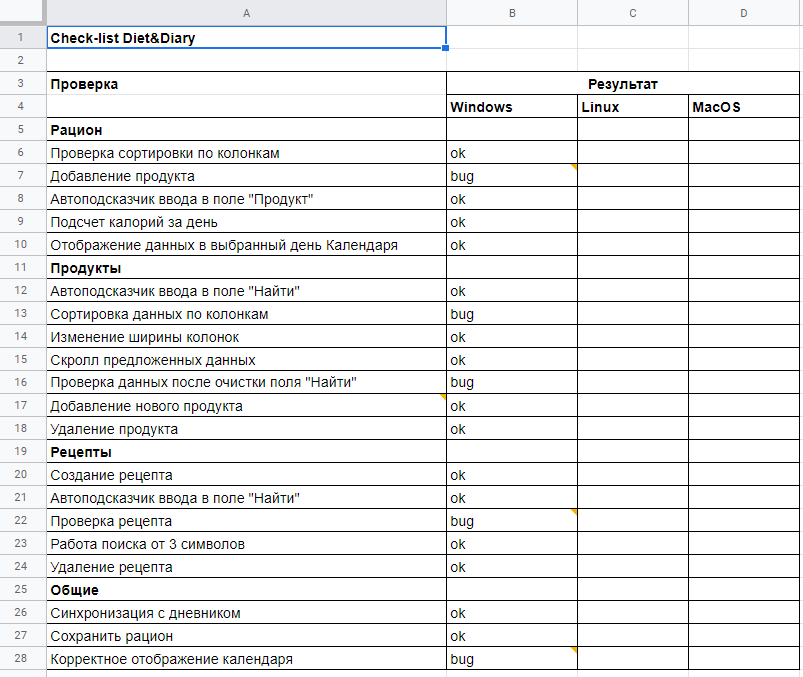 A B C D
1 Check-list Diet&Diary
2
3 Проверка Результат
4 Windows Linux MacOS
5 Рацион
6 Проверка сортировки по колонкам ok
7 Добавление продукта bug
8 Автоподсказчик ввода в поле "Продукт" ok
9 Подсчет калорий за день ok
10 Отображение данных в выбранный день Календаря ok
11 Продукты
12 Автоподсказчик ввода в поле "Найти" ok
13 Сортировка данных по колонкам bug
14 Изменение ширины колонок ok
15 Скролл предложенных данных ok
16 Проверка данных после очистки поля "Найти" bug
17 Добавление нового продукта ok
18 Удаление продукта ok
19 Рецепты
20 Создание рецепта ok
21 Автоподсказчик ввода в поле "Найти" ok
22 Проверка рецепта bug
23 Работа поиска от 3 символов ok
24 Удаление рецепта ok
25 Общие
26 Синхронизация с дневником ok
27 Сохранить рацион ok
28 Корректное отображение календаря bug